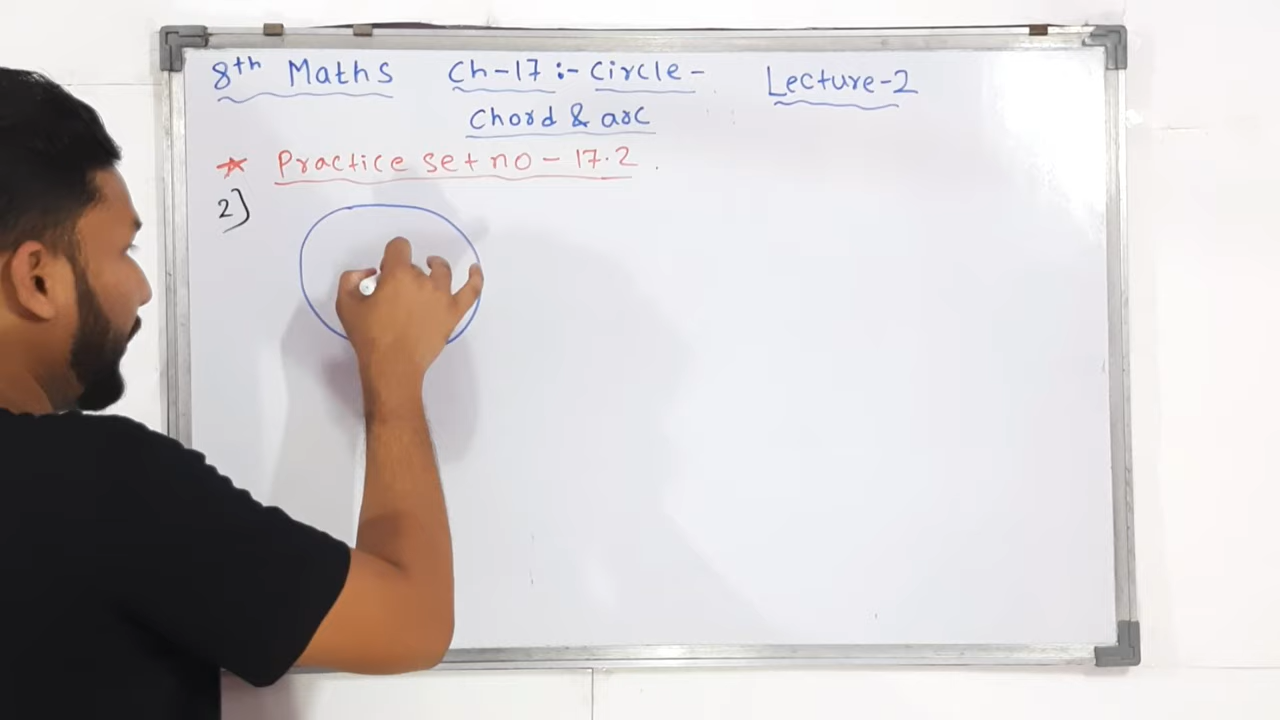 8th Maths Ch-17 :- Circle - Lecture-2
Chord & arc
* Practice set no - 17.2
2]